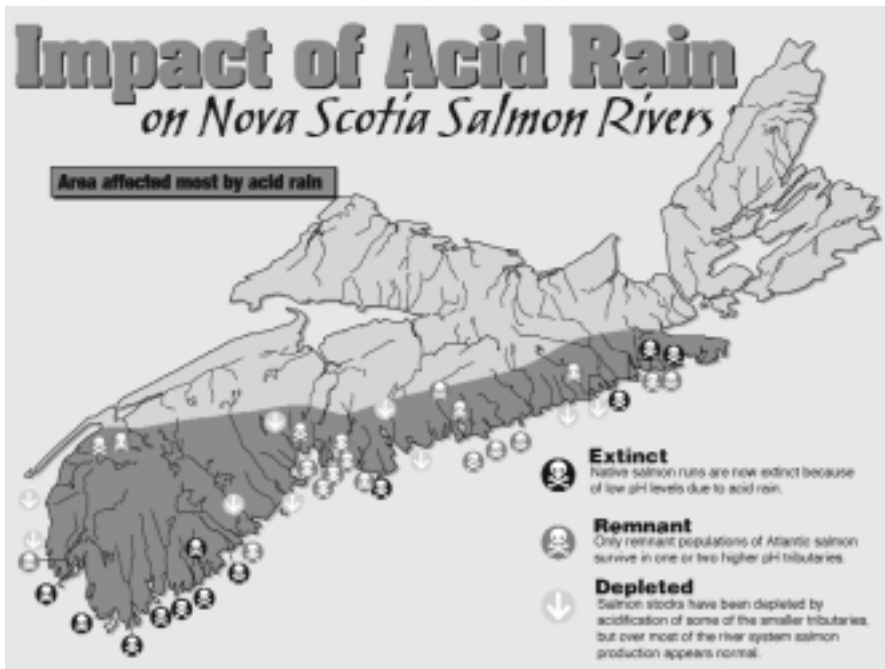 Impact of Acid Rain
on Nova Scotia Salmon Rivers
Area affected most by acid rain
Extinct
Native salmon runs are now extinct because
of low pH levels due to acid rain.
Remnant
Only remnant populations of Atlantic salmon
survive in one or two higher pH tributaries.
Depleted
Salmon stocks have been depleted by
acidification of some of the smaller tributaries,
but over most of the river system salmon
production appears normal.